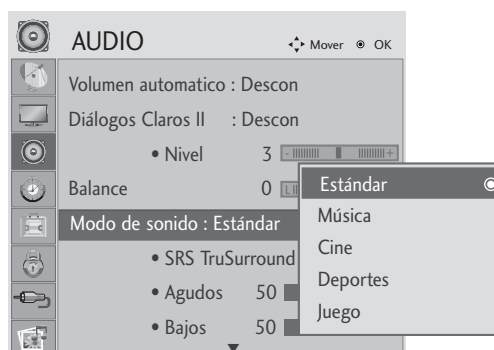 AUDIO
Mover OK
Volumen automatico : Descon
Diálogos Claros II : Descon
• Nivel 3 - +
Balance 0 L
Modo de sonido : Estándar
• SRS TruSurround
• Agudos 50
• Bajos 50
Estándar
Música
Cine
Deportes
Juego